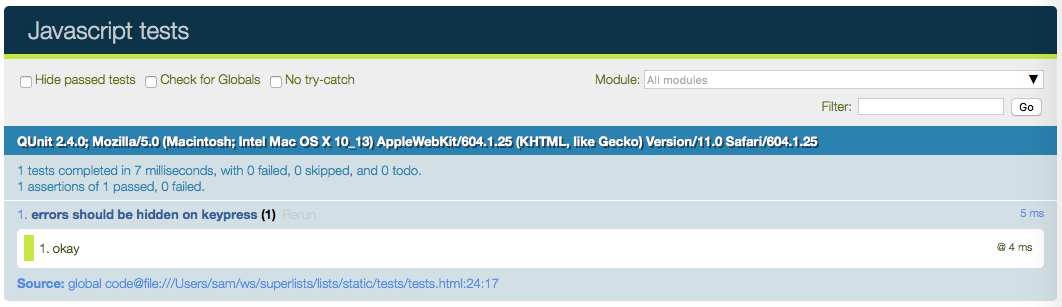 Javascript tests
Hide passed tests Check for Globals No try-catch Module: All modules ▼
Filter: Go
QUnit 2.4.0; Mozilla/5.0 (Macintosh; Intel Mac OS X 10_13) AppleWebKit/604.1.25 (KHTML, like Gecko) Version/11.0 Safari/604.1.25
1 tests completed in 7 milliseconds, with 0 failed, 0 skipped, and 0 todo.
1 assertions of 1 passed, 0 failed.
1. errors should be hidden on keypress (1) Rerun 5 ms
1. okay @ 4 ms
Source: global code@file:///Users/sam/ws/superlists/lists/static/tests/tests.html:24:17